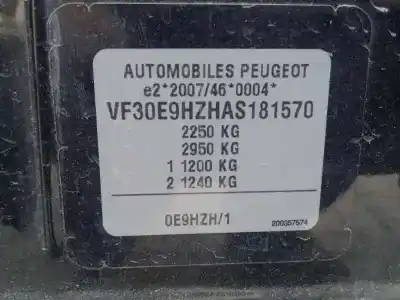 AUTOMOBILES PEUGEOT
e2*2007/46*0004*
VF30E9HZHAS181570
2250 KG
2950 KG
1 1200 KG
2 1240 KG
0E9HZH/1
200357574